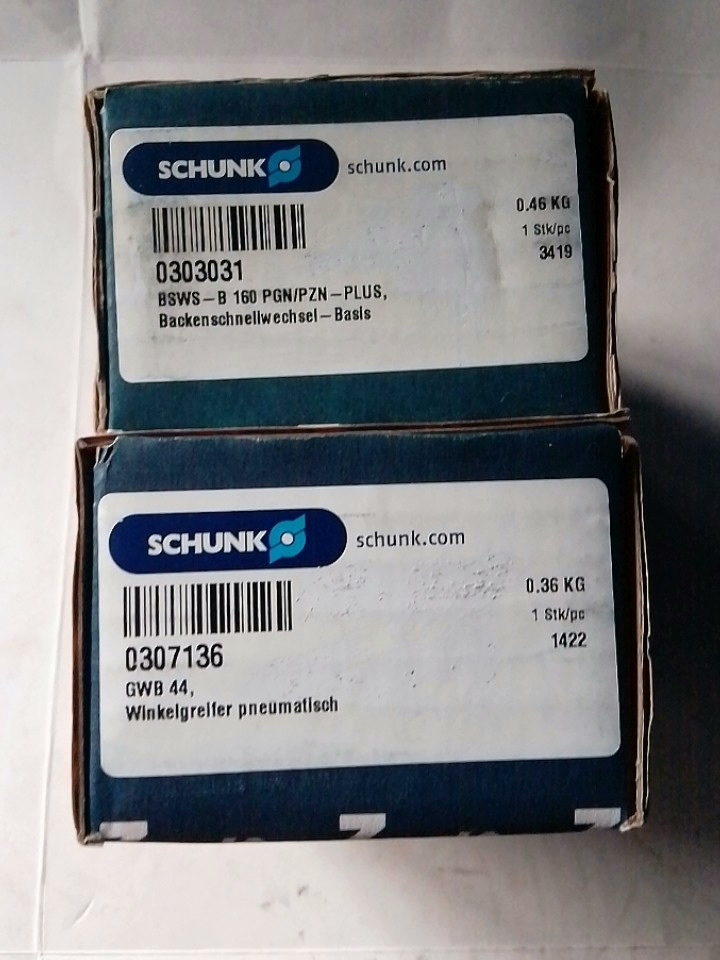 SCHUNK schunk.com
0.46 KG
1 Stk/pc
3419
0303031
BSWS-B 160 PGN/PZN-PLUS,
Backenschnellwechsel-Basis
SCHUNK schunk.com
0.36 KG
1 Stk/pc
1422
0307136
GWB 44,
Winkelgreifer pneumatisch